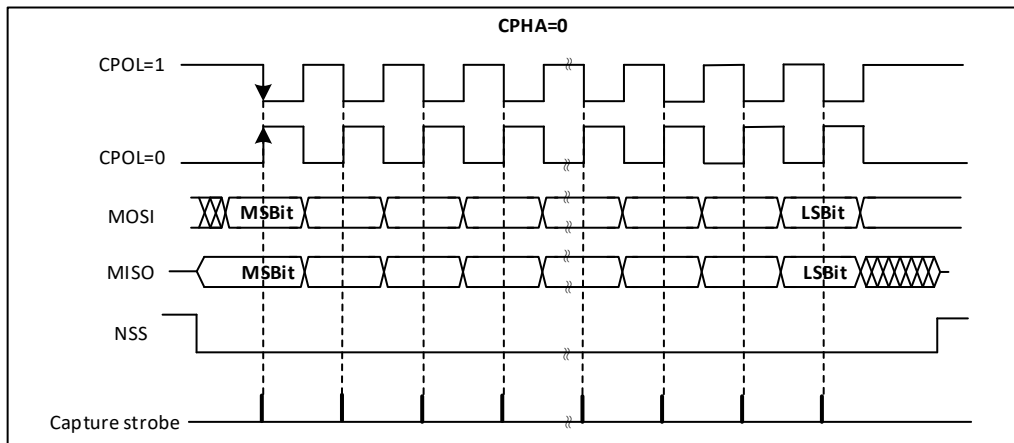 CPHA=0
CPOL=1
CPOL=0
MOSI MSBit LSBit
MISO MSBit LSBit
NSS
Capture strobe